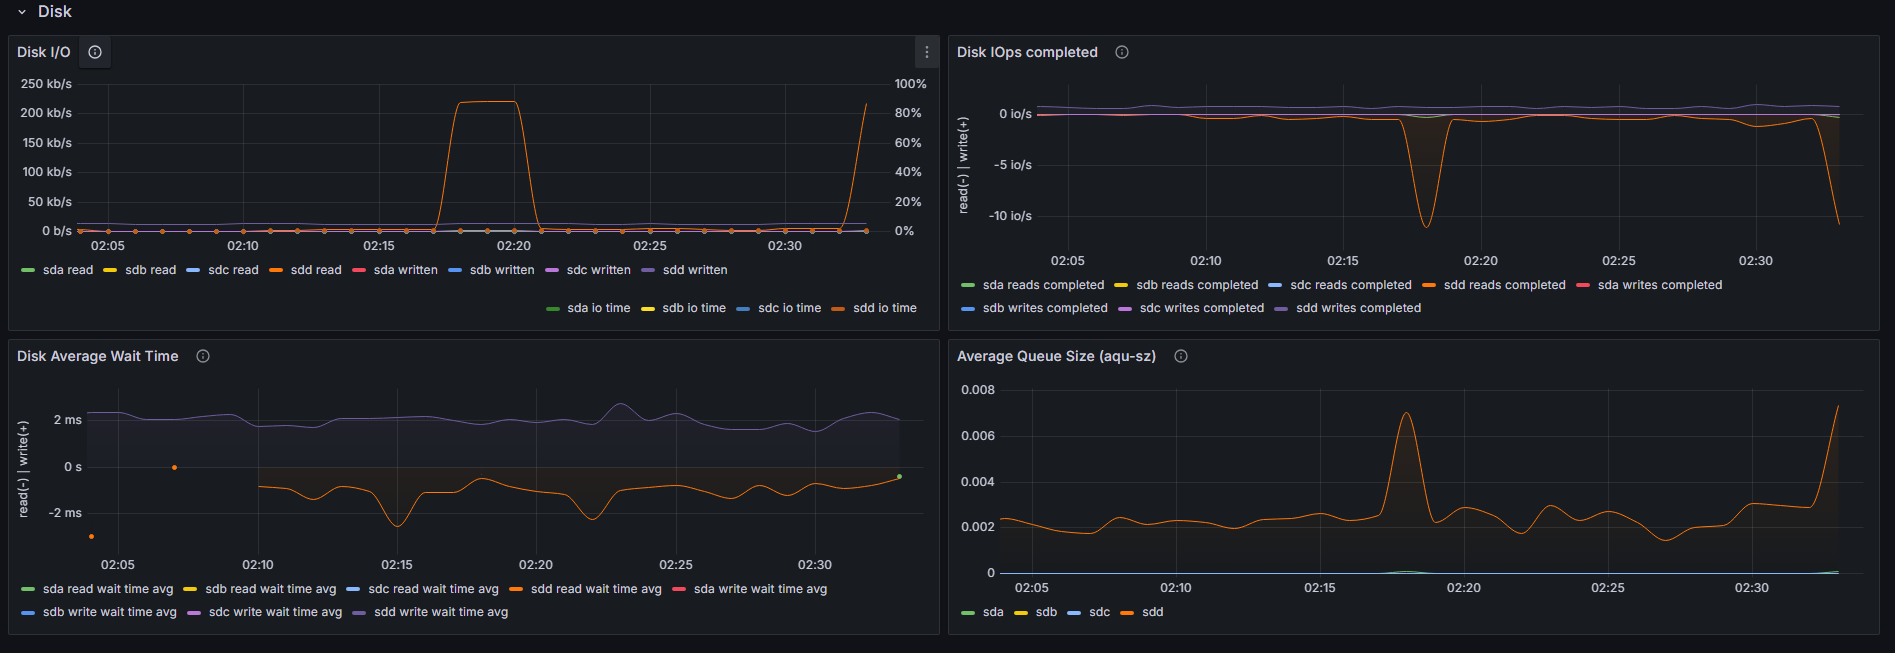 Disk
Disk I/O
250 kb/s 100%
200 kb/s 80%
150 kb/s 60%
100 kb/s 40%
50 kb/s 20%
0 b/s 0%
02:05 02:10 02:15 02:20 02:25 02:30
sda read sdb read sdc read sdd read sda written sdb written sdc written sdd written
sda io time sdb io time sdc io time sdd io time
Disk IOps completed
read(-) | write(+)
0 io/s
-5 io/s
-10 io/s
02:05 02:10 02:15 02:20 02:25 02:30
sda reads completed sdb reads completed sdc reads completed sdd reads completed sda writes completed
sdb writes completed sdc writes completed sdd writes completed
Disk Average Wait Time
read(-) | write(+)
2 ms
0 s
-2 ms
02:05 02:10 02:15 02:20 02:25 02:30
sda read wait time avg sdb read wait time avg sdc read wait time avg sdd read wait time avg sda write wait time avg
sdb write wait time avg sdc write wait time avg sdd write wait time avg
Average Queue Size (aqu-sz)
0.008
0.006
0.004
0.002
0
02:05 02:10 02:15 02:20 02:25 02:30
sda sdb sdc sdd